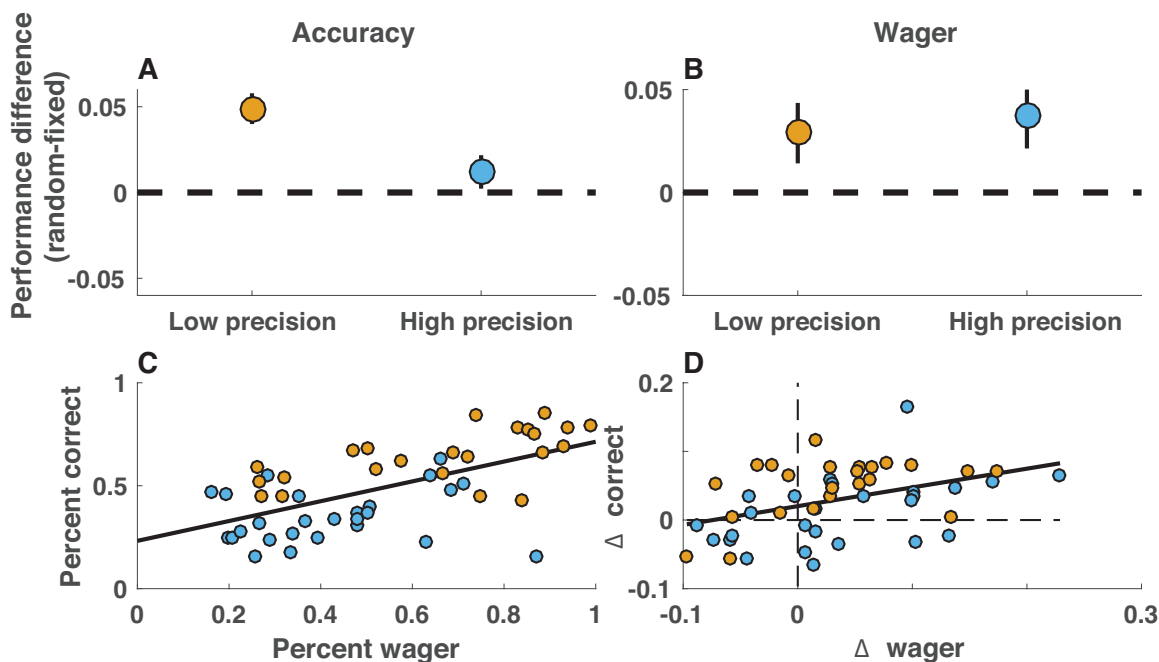 Accuracy
Wager
A
B
Performance difference
(random-fixed)
0.05
0
-0.05
Low precision
High precision
0.05
0
-0.05
Low precision
High precision
C
D
Percent correct
1
0.5
0
0
0.2
0.4
0.6
0.8
1
Percent wager
Δ correct
0.2
0
-0.1
-0.1
0
0.3
Δ wager